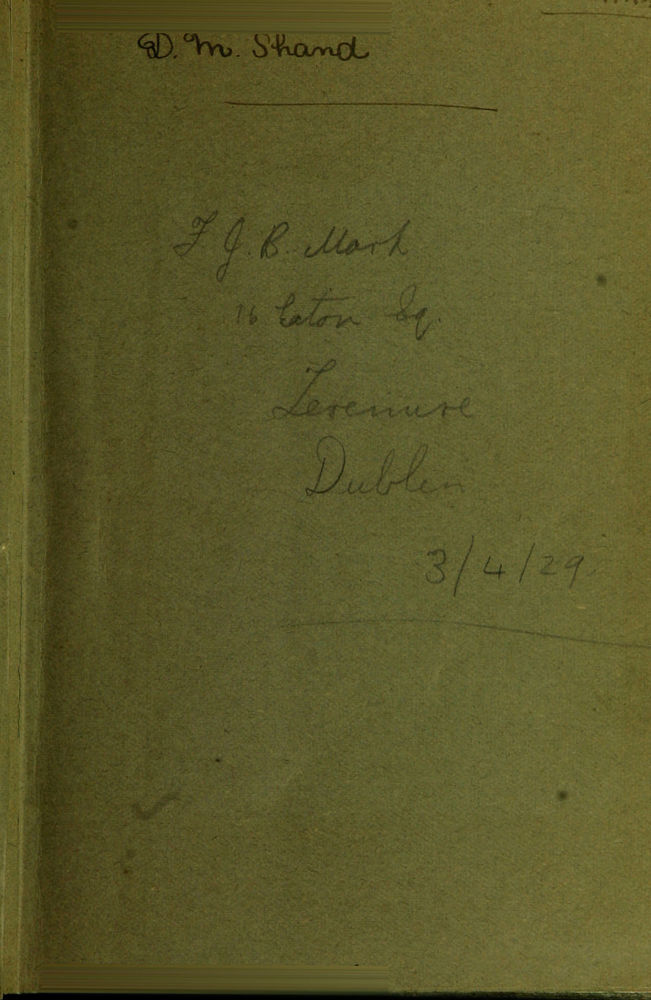 D. M. Shand
F J. B. Mark
16 Eaton Sq.
Terenure
Dublin
3/4/29